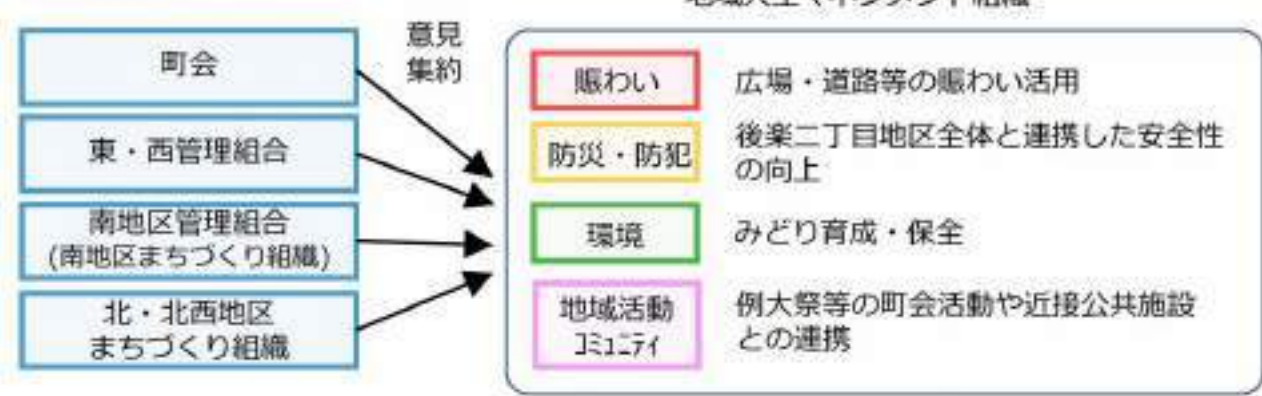 意見
集約
町会
東・西管理組合
南地区管理組合
(南地区まちづくり組織)
北・北西地区
まちづくり組織
賑わい
広場・道路等の賑わい活用
防災・防犯
後楽二丁目地区全体と連携した安全性
の向上
環境
みどり育成・保全
地域活動
コミュニティ
例大祭等の町会活動や近接公共施設
との連携